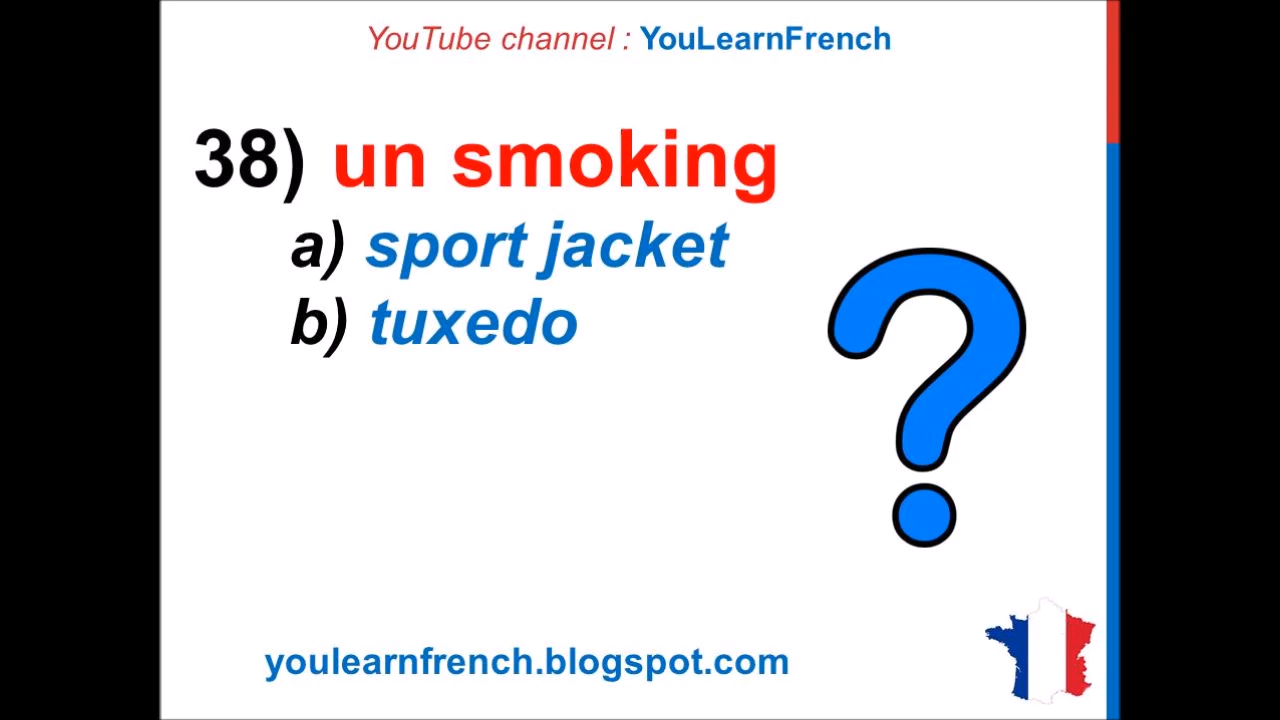 YouTube channel : YouLearnFrench
38) un smoking
a) sport jacket
b) tuxedo
?
youlearnfrench.blogspot.com